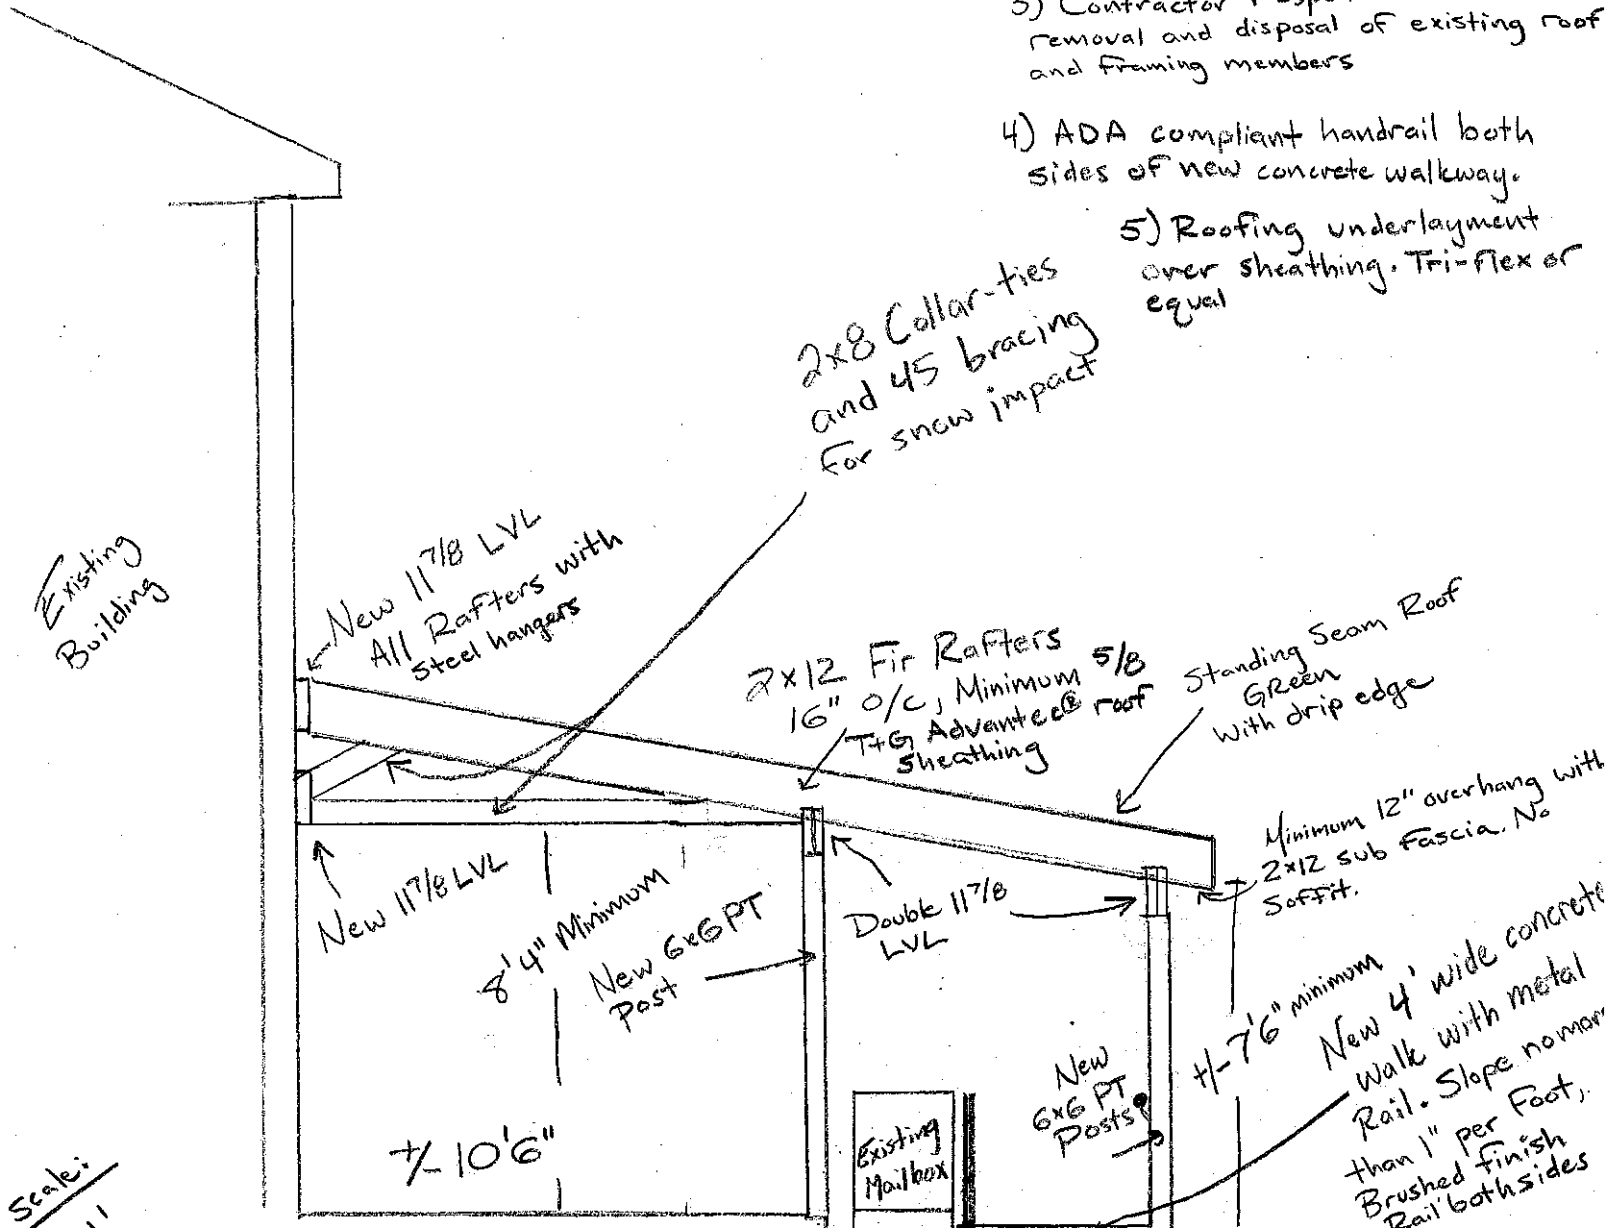 3) Contractor
removal and disposal of existing roof
and framing members
4) ADA compliant handrail both
sides of new concrete walkway.
5) Roofing underlayment
over sheathing. Tri-flex or
equal
2x8 Collar-ties
and 45 bracing
for snow impact
Existing
Building
New 11 7/8 LVL
All Rafters with
Steel hangers
2x12 Fir Rafters
16" O/C, Minimum 5/8
T+G Advantec® roof
Sheathing
Standing Seam Roof
GReen
with drip edge
Minimum 12" overhang with
2x12 sub fascia. No
Soffit.
New 11 7/8 LVL
8'4" Minimum
New 6x6 PT
Post
Double 11 7/8
LVL
+/- 7'6" minimum
New 4' wide concrete
Walk with metal
Rail. Slope no more
than 1" per Foot,
Brushed finish
Rail both sides
New
6x6 PT
Posts
Existing
Mailbox
+/- 10'6"
Scale: